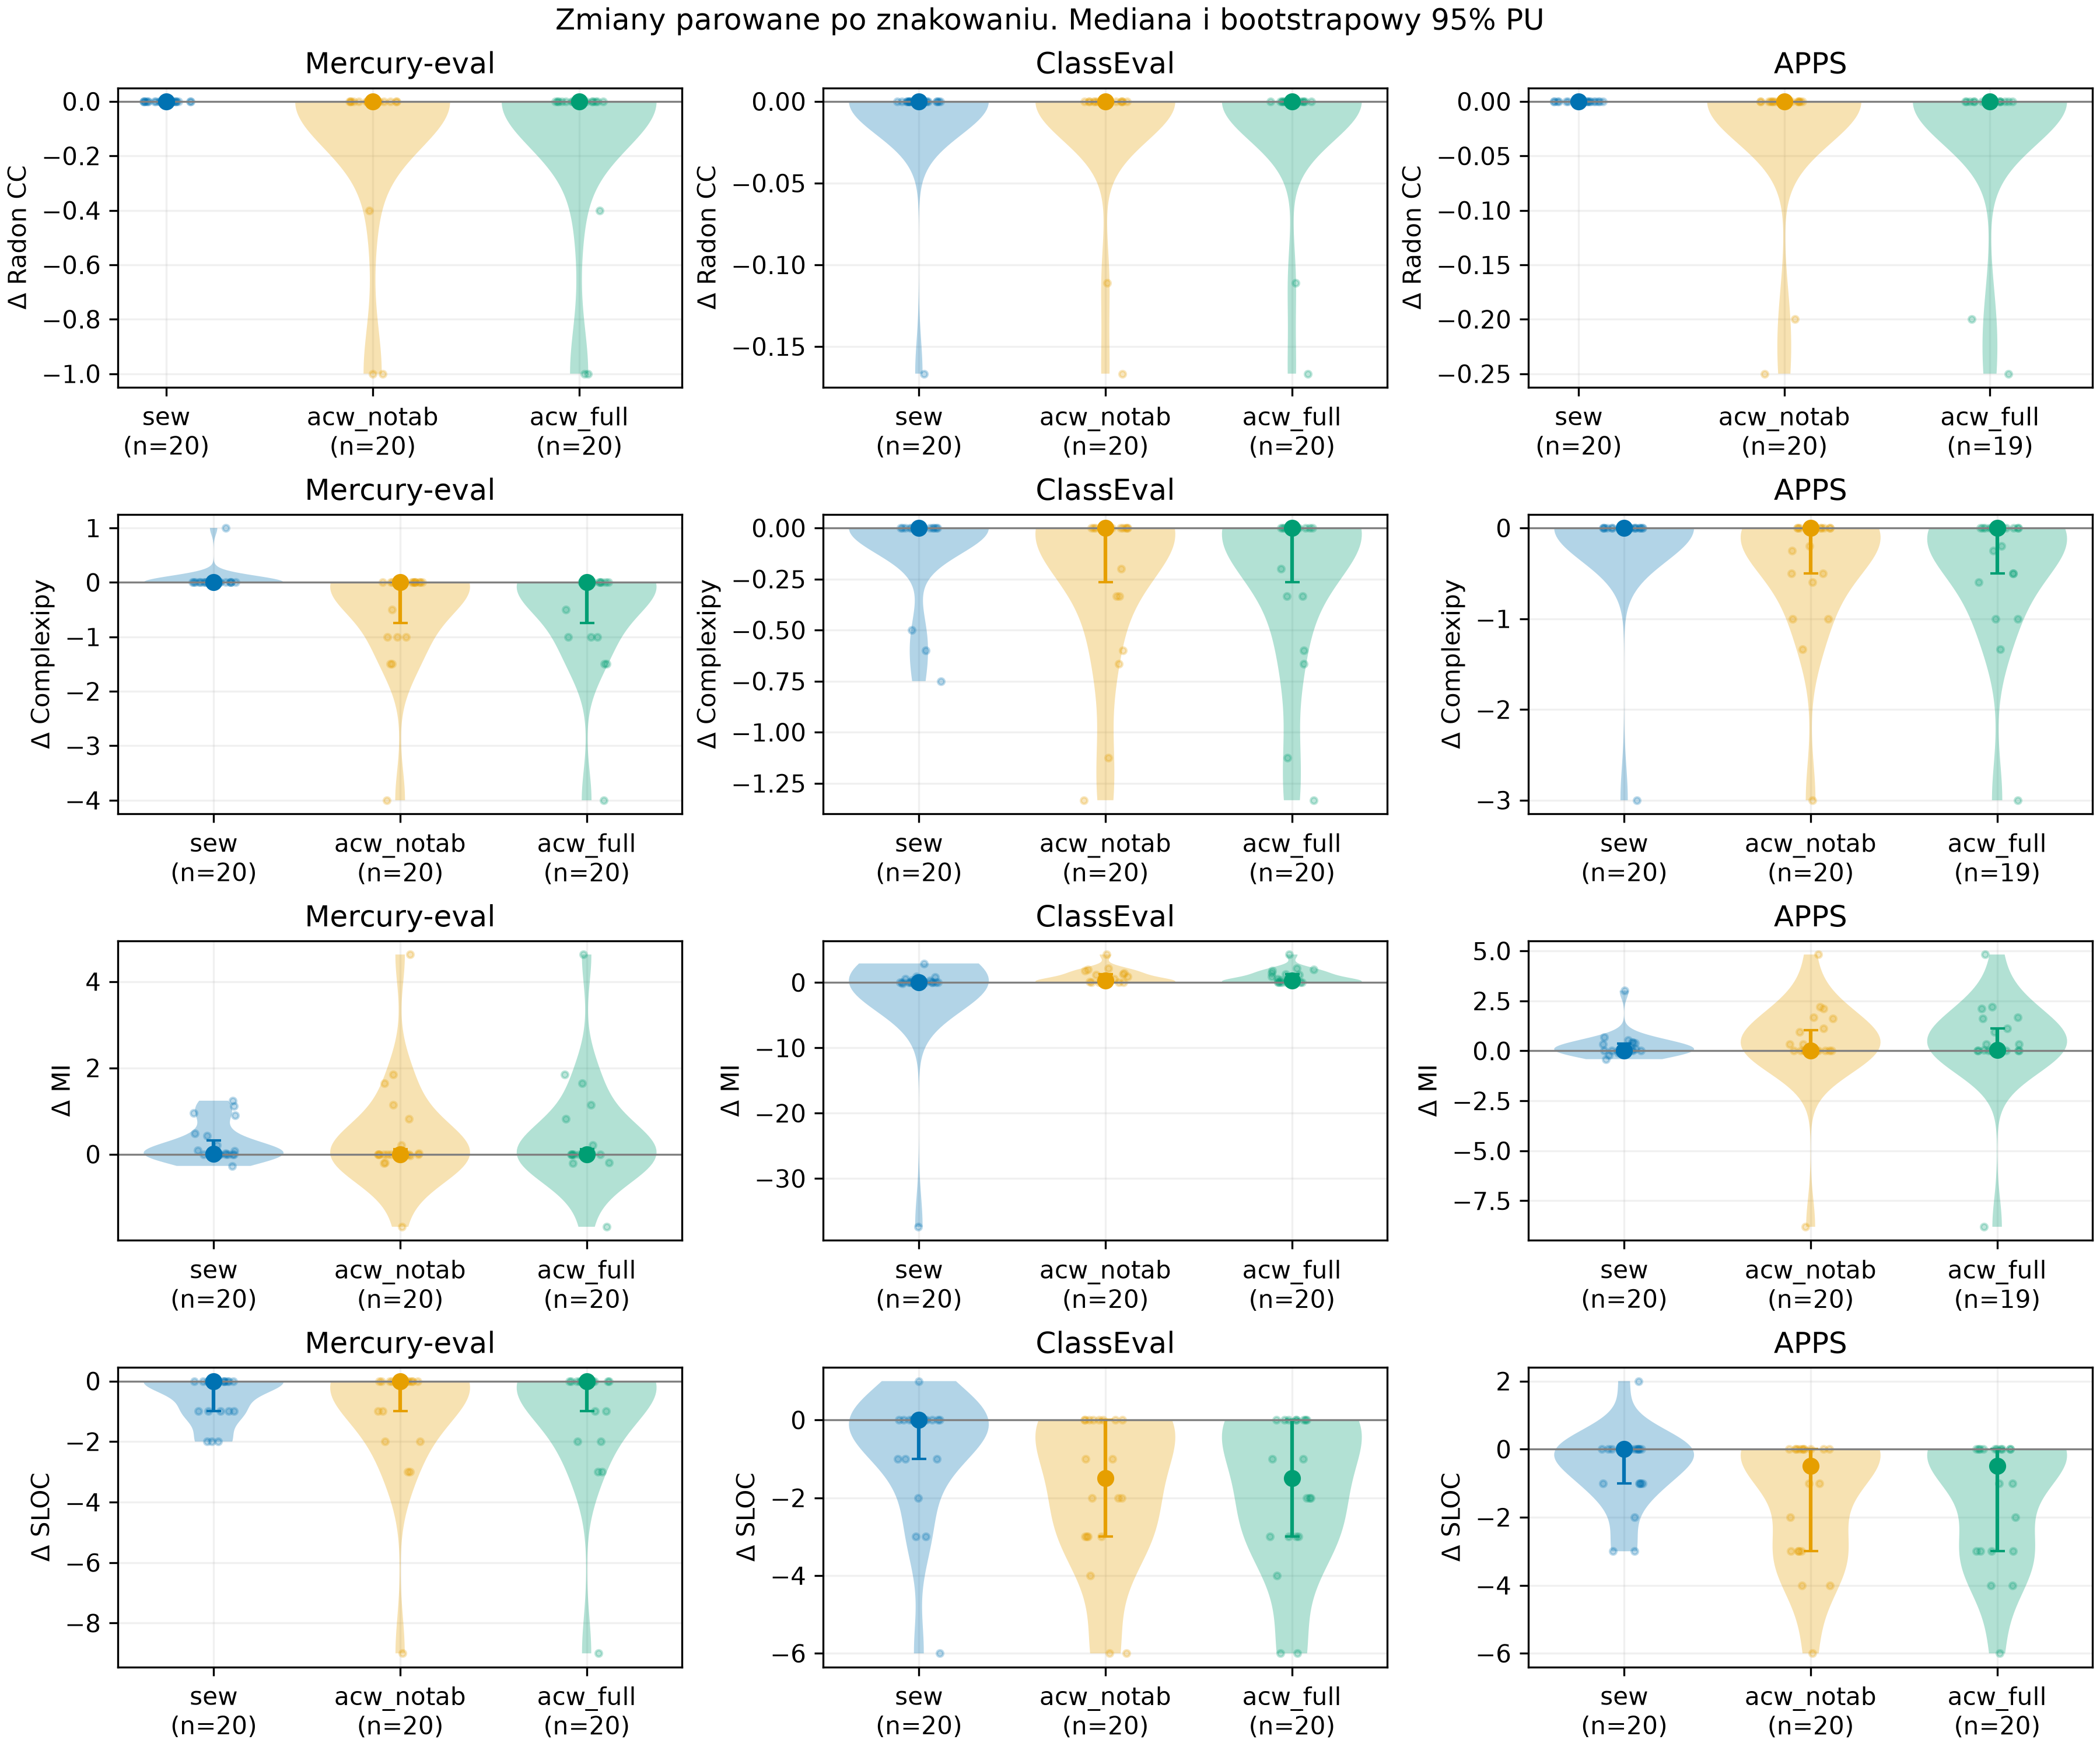 Zmiany parowane po znakowaniu. Mediana i bootstrapowy 95% PU
Mercury-eval
Δ Radon CC
0.0
−0.2
−0.4
−0.6
−0.8
−1.0
sew
(n=20)
acw_notab
(n=20)
acw_full
(n=20)
ClassEval
Δ Radon CC
0.00
−0.05
−0.10
−0.15
sew
(n=20)
acw_notab
(n=20)
acw_full
(n=20)
APPS
Δ Radon CC
0.00
−0.05
−0.10
−0.15
−0.20
−0.25
sew
(n=20)
acw_notab
(n=20)
acw_full
(n=19)
Mercury-eval
Δ Complexipy
1
0
−1
−2
−3
−4
sew
(n=20)
acw_notab
(n=20)
acw_full
(n=20)
ClassEval
Δ Complexipy
0.00
−0.25
−0.50
−0.75
−1.00
−1.25
sew
(n=20)
acw_notab
(n=20)
acw_full
(n=20)
APPS
Δ Complexipy
0
−1
−2
−3
sew
(n=20)
acw_notab
(n=20)
acw_full
(n=19)
Mercury-eval
Δ MI
4
2
0
sew
(n=20)
acw_notab
(n=20)
acw_full
(n=20)
ClassEval
Δ MI
0
−10
−20
−30
sew
(n=20)
acw_notab
(n=20)
acw_full
(n=20)
APPS
Δ MI
5.0
2.5
0.0
−2.5
−5.0
−7.5
sew
(n=20)
acw_notab
(n=20)
acw_full
(n=19)
Mercury-eval
Δ SLOC
0
−2
−4
−6
−8
sew
(n=20)
acw_notab
(n=20)
acw_full
(n=20)
ClassEval
Δ SLOC
0
−2
−4
−6
sew
(n=20)
acw_notab
(n=20)
acw_full
(n=20)
APPS
Δ SLOC
2
0
−2
−4
−6
sew
(n=20)
acw_notab
(n=20)
acw_full
(n=20)